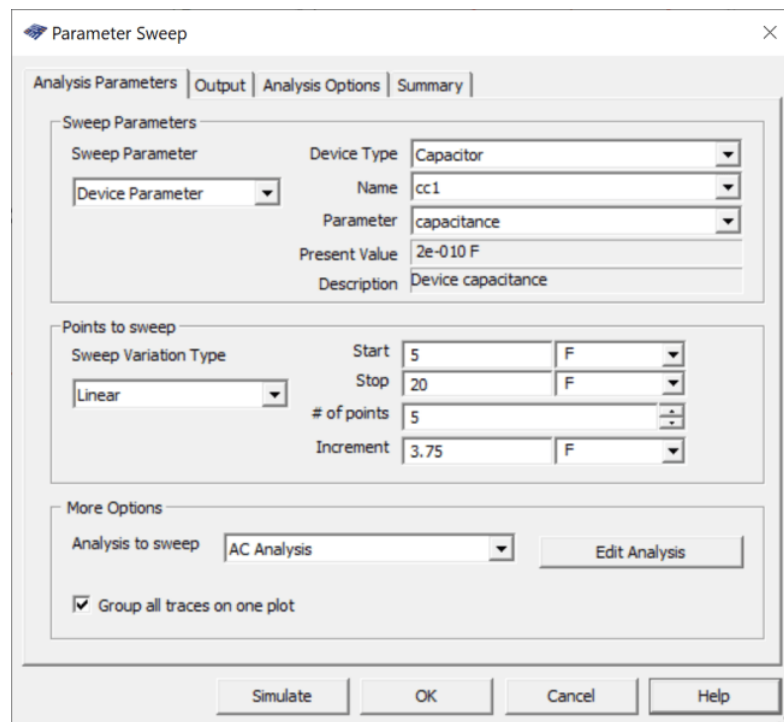 Parameter Sweep
Analysis Parameters Output Analysis Options Summary
Sweep Parameters
Sweep Parameter
Device Parameter
Device Type Capacitor
Name cc1
Parameter capacitance
Present Value 2e-010 F
Description Device capacitance
Points to sweep
Sweep Variation Type
Linear
Start 5 F
Stop 20 F
# of points 5
Increment 3.75 F
More Options
Analysis to sweep AC Analysis Edit Analysis
Group all traces on one plot
Simulate OK Cancel Help